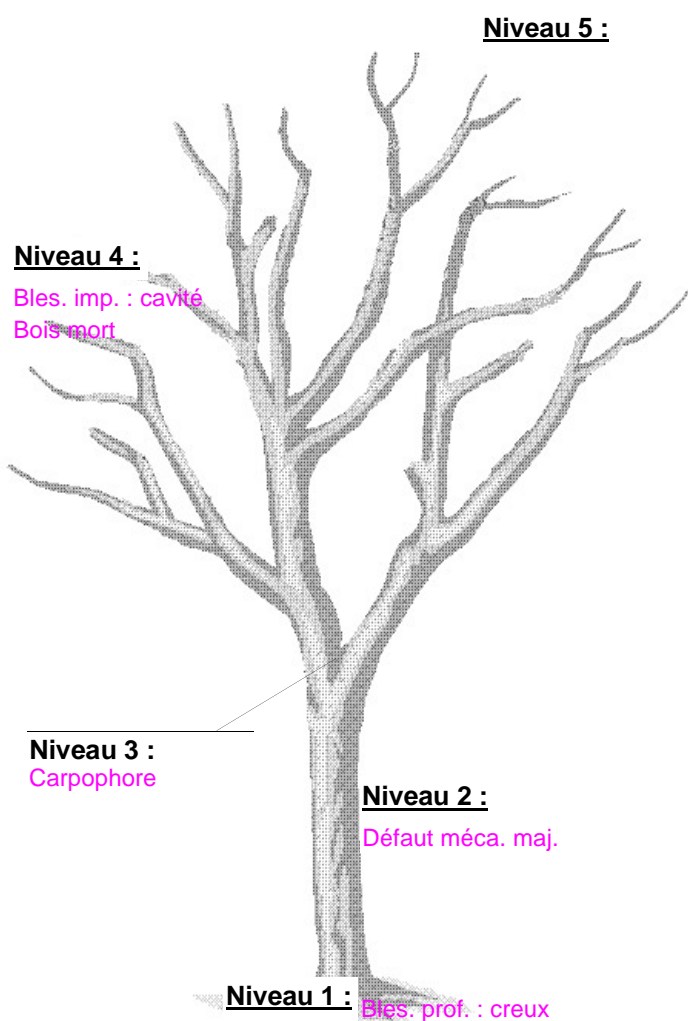 Niveau 5 :
Niveau 4 :
Bles. imp. : cavité
Bois mort
Niveau 3 :
Carpophore
Niveau 2 :
Défaut méca. maj.
Niveau 1 :
Bles. prof. : creux